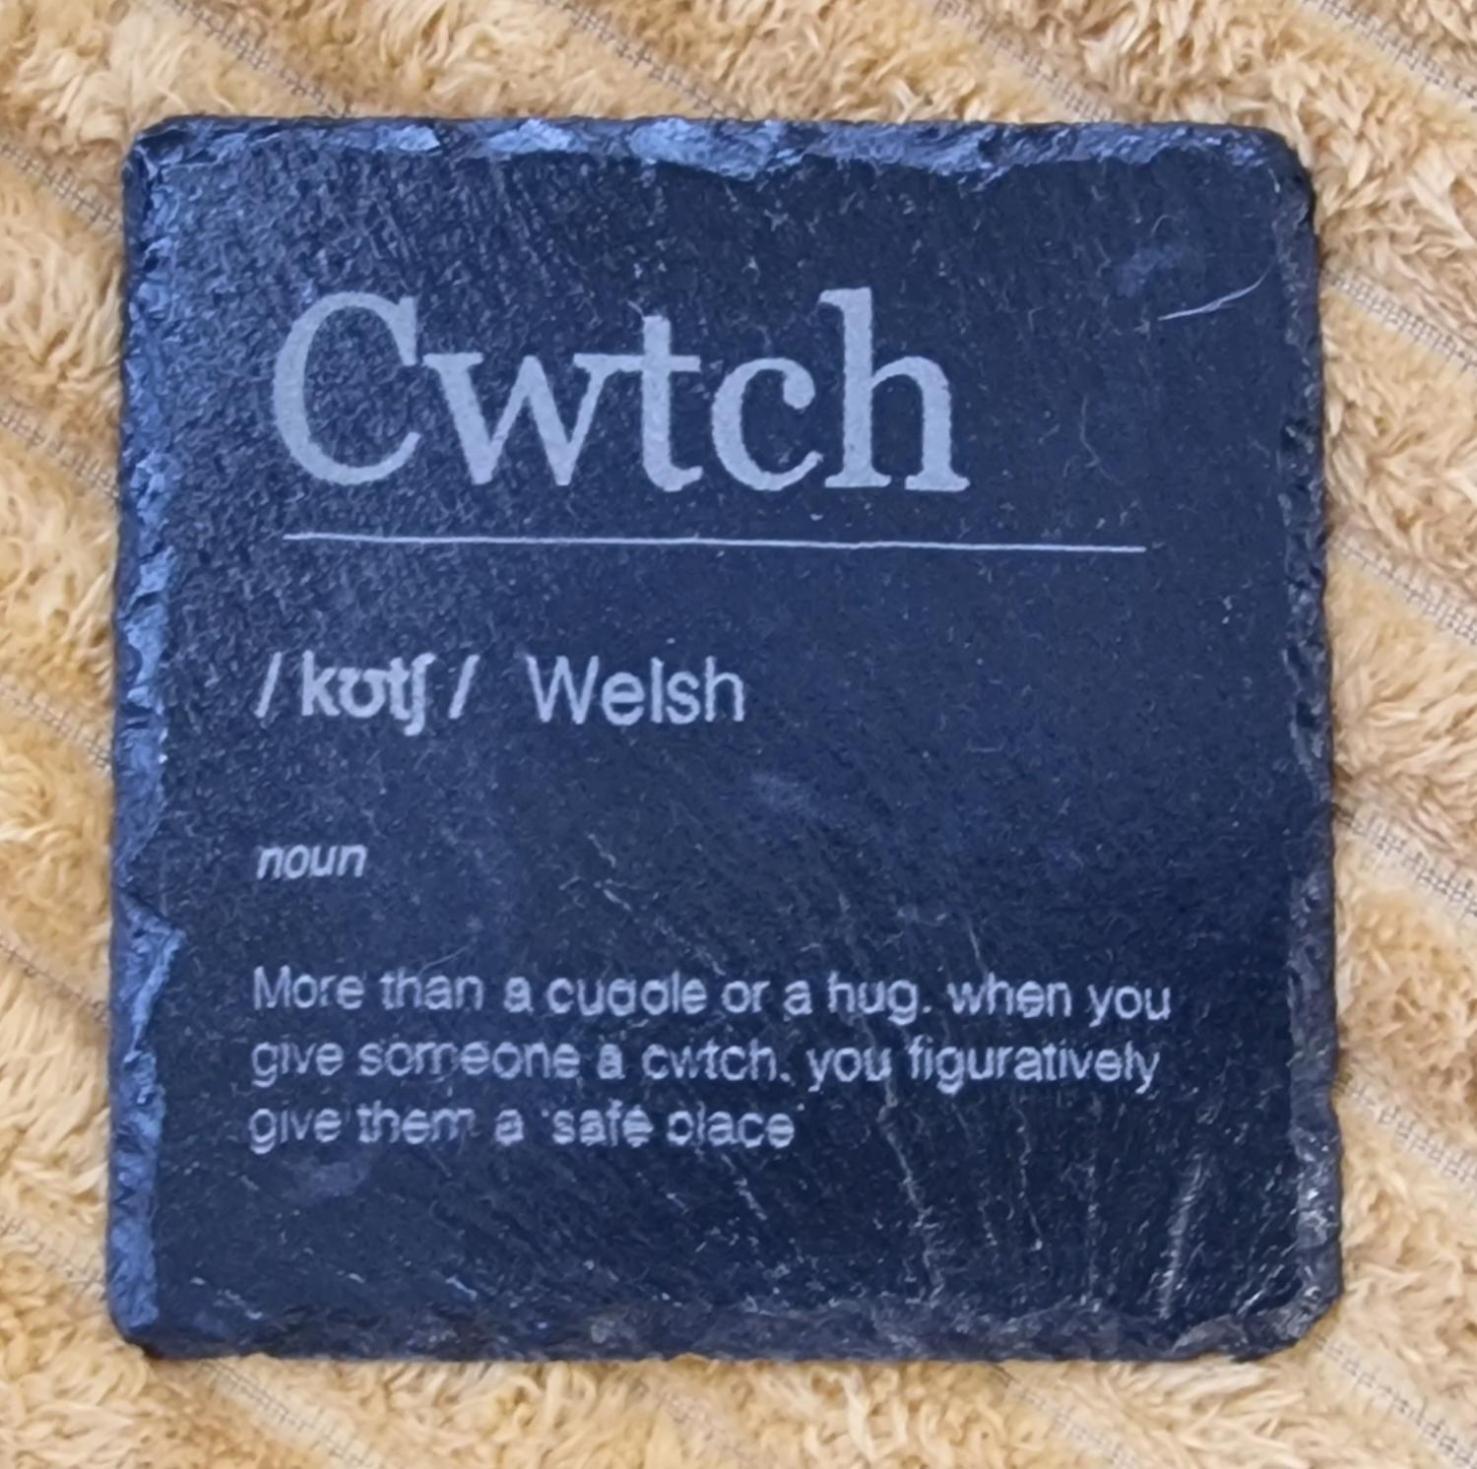 Cwtch
/ kʊtʃ / Welsh
noun
More than a cuddle or a hug. when you
give someone a cwtch, you figuratively
give them a 'safe place'